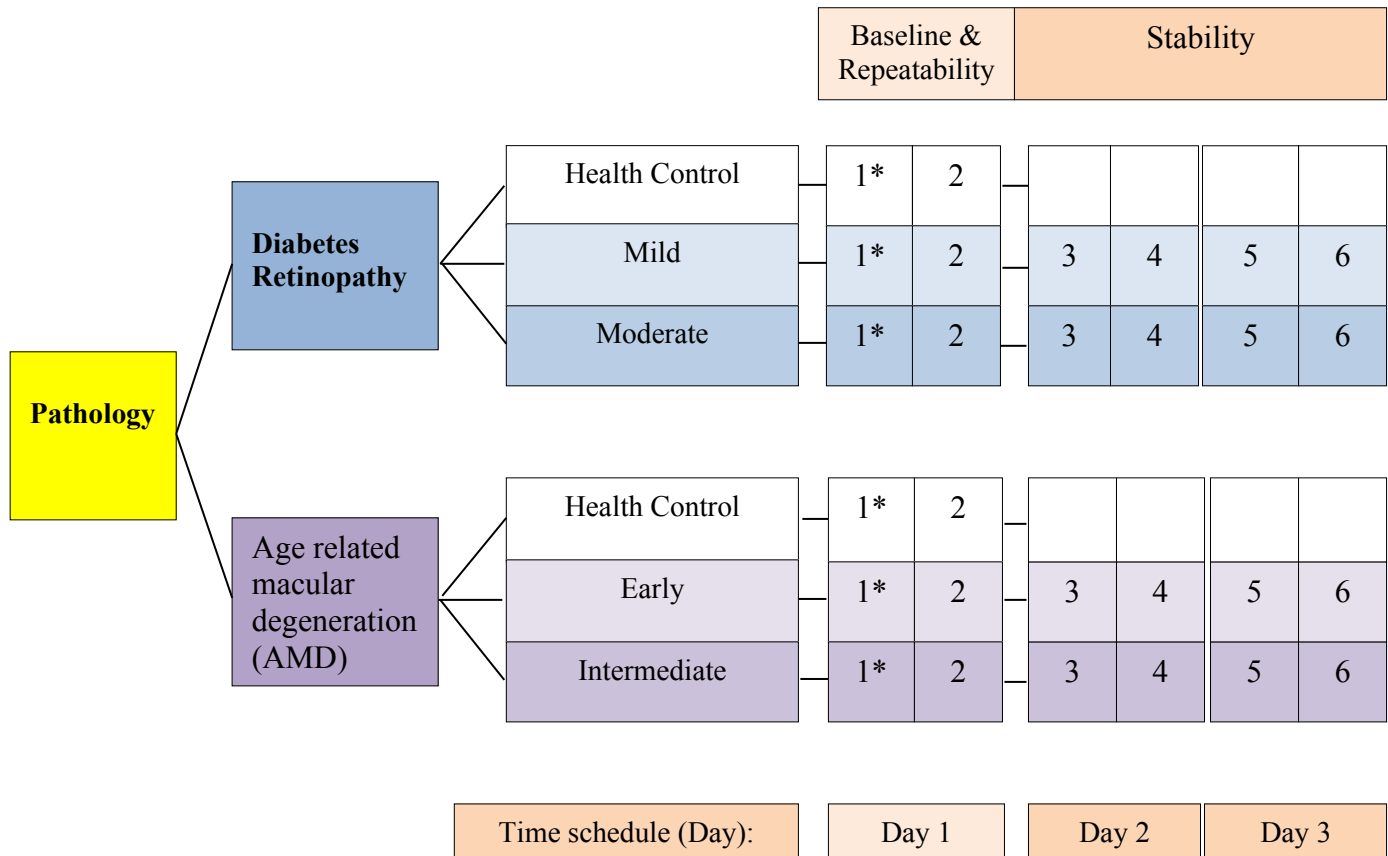 Baseline &
Repeatability
Stability
Health Control 1* 2
Diabetes
Retinopathy
Mild 1* 2 3 4 5 6
Moderate 1* 2 3 4 5 6
Pathology
Health Control 1* 2
Age related
macular
degeneration
(AMD)
Early 1* 2 3 4 5 6
Intermediate 1* 2 3 4 5 6
Time schedule (Day): Day 1 Day 2 Day 3